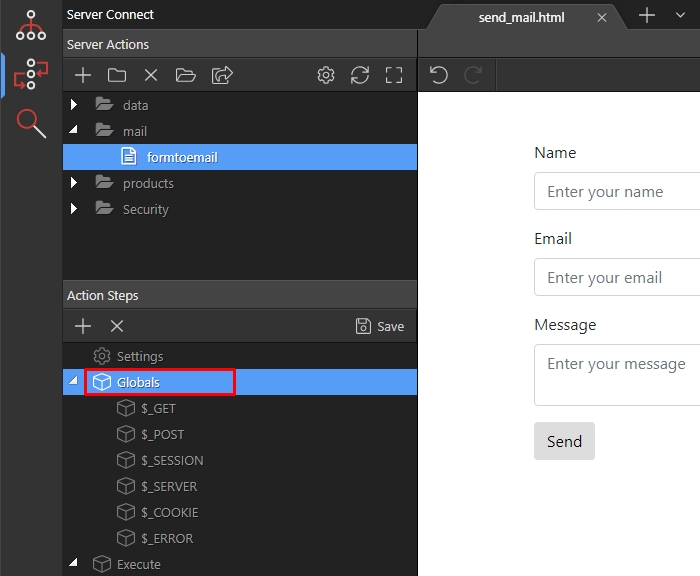 Server Connect
send_mail.html
Server Actions
data
mail
formtoemail
products
Security
Action Steps
Save
Settings
Globals
$_GET
$_POST
$_SESSION
$_SERVER
$_COOKIE
$_ERROR
Execute
Name
Enter your name
Email
Enter your email
Message
Enter your message
Send